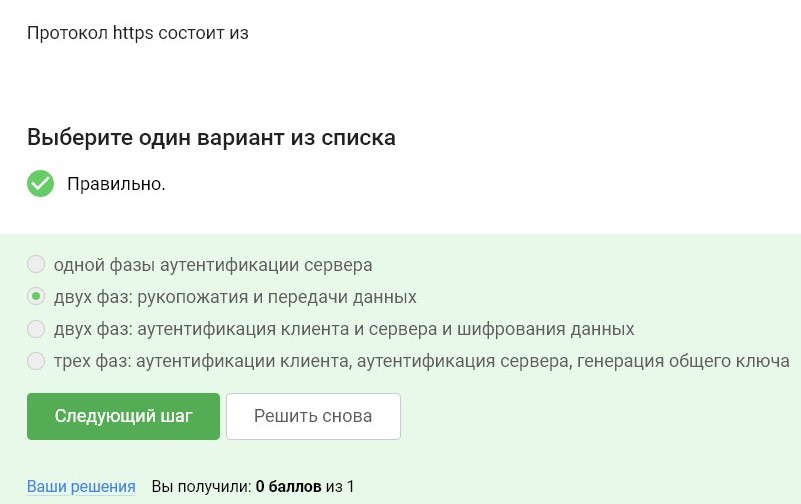 Протокол https состоит из
Выберите один вариант из списка
Правильно.
одной фазы аутентификации сервера
двух фаз: рукопожатия и передачи данных
двух фаз: аутентификация клиента и сервера и шифрования данных
трех фаз: аутентификации клиента, аутентификация сервера, генерация общего ключа
Следующий шаг Решить снова
Ваши решения Вы получили: 0 баллов из 1